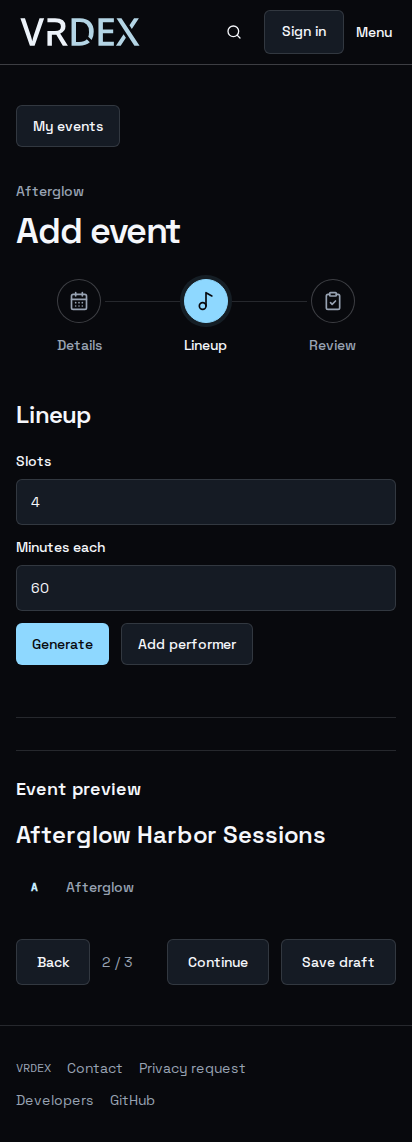 VRDEX Sign in Menu
My events
Afterglow
Add event
Details Lineup Review
Lineup
Slots
4
Minutes each
60
Generate Add performer
Event preview
Afterglow Harbor Sessions
A Afterglow
Back 2 / 3 Continue Save draft
VRDEX Contact Privacy request
Developers GitHub